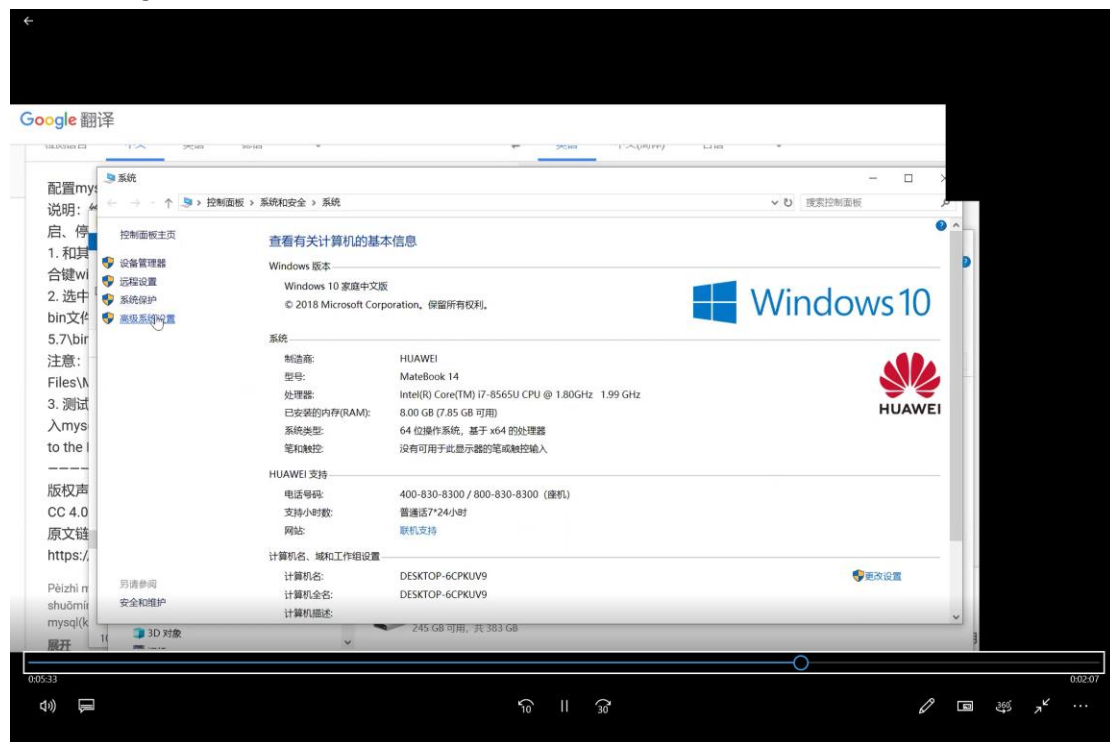 Google 翻译
系统
控制面板 › 系统和安全 › 系统
搜索控制面板
控制面板主页
设备管理器
远程设置
系统保护
高级系统设置
另请参阅
安全和维护
查看有关计算机的基本信息
Windows 版本
Windows 10 家庭中文版
© 2018 Microsoft Corporation。保留所有权利。
Windows 10
系统
制造商: HUAWEI
型号: MateBook 14
处理器: Intel(R) Core(TM) i7-8565U CPU @ 1.80GHz 1.99 GHz
已安装的内存(RAM): 8.00 GB (7.85 GB 可用)
系统类型: 64 位操作系统，基于 x64 的处理器
笔和触控: 没有可用于此显示器的笔或触控输入
HUAWEI
HUAWEI 支持
电话号码: 400-830-8300 / 800-830-8300（座机）
支持小时数: 普通话7*24小时
网站: 联机支持
计算机名、域和工作组设置
计算机名: DESKTOP-6CPKUV9
更改设置
计算机全名: DESKTOP-6CPKUV9
计算机描述:
配置mys
说明：
启、停
1. 和其
合键wi
2. 选中
bin文件
5.7\bin
注意：
Files\M
3. 测试
入mys
to the
版权声
CC 4.0
原文链
https:/
Pèizhì m
shuōmín
mysql(k
展开
3D 对象
245 GB 可用，共 383 GB
0:05:33
0:02:07
10
30
360°